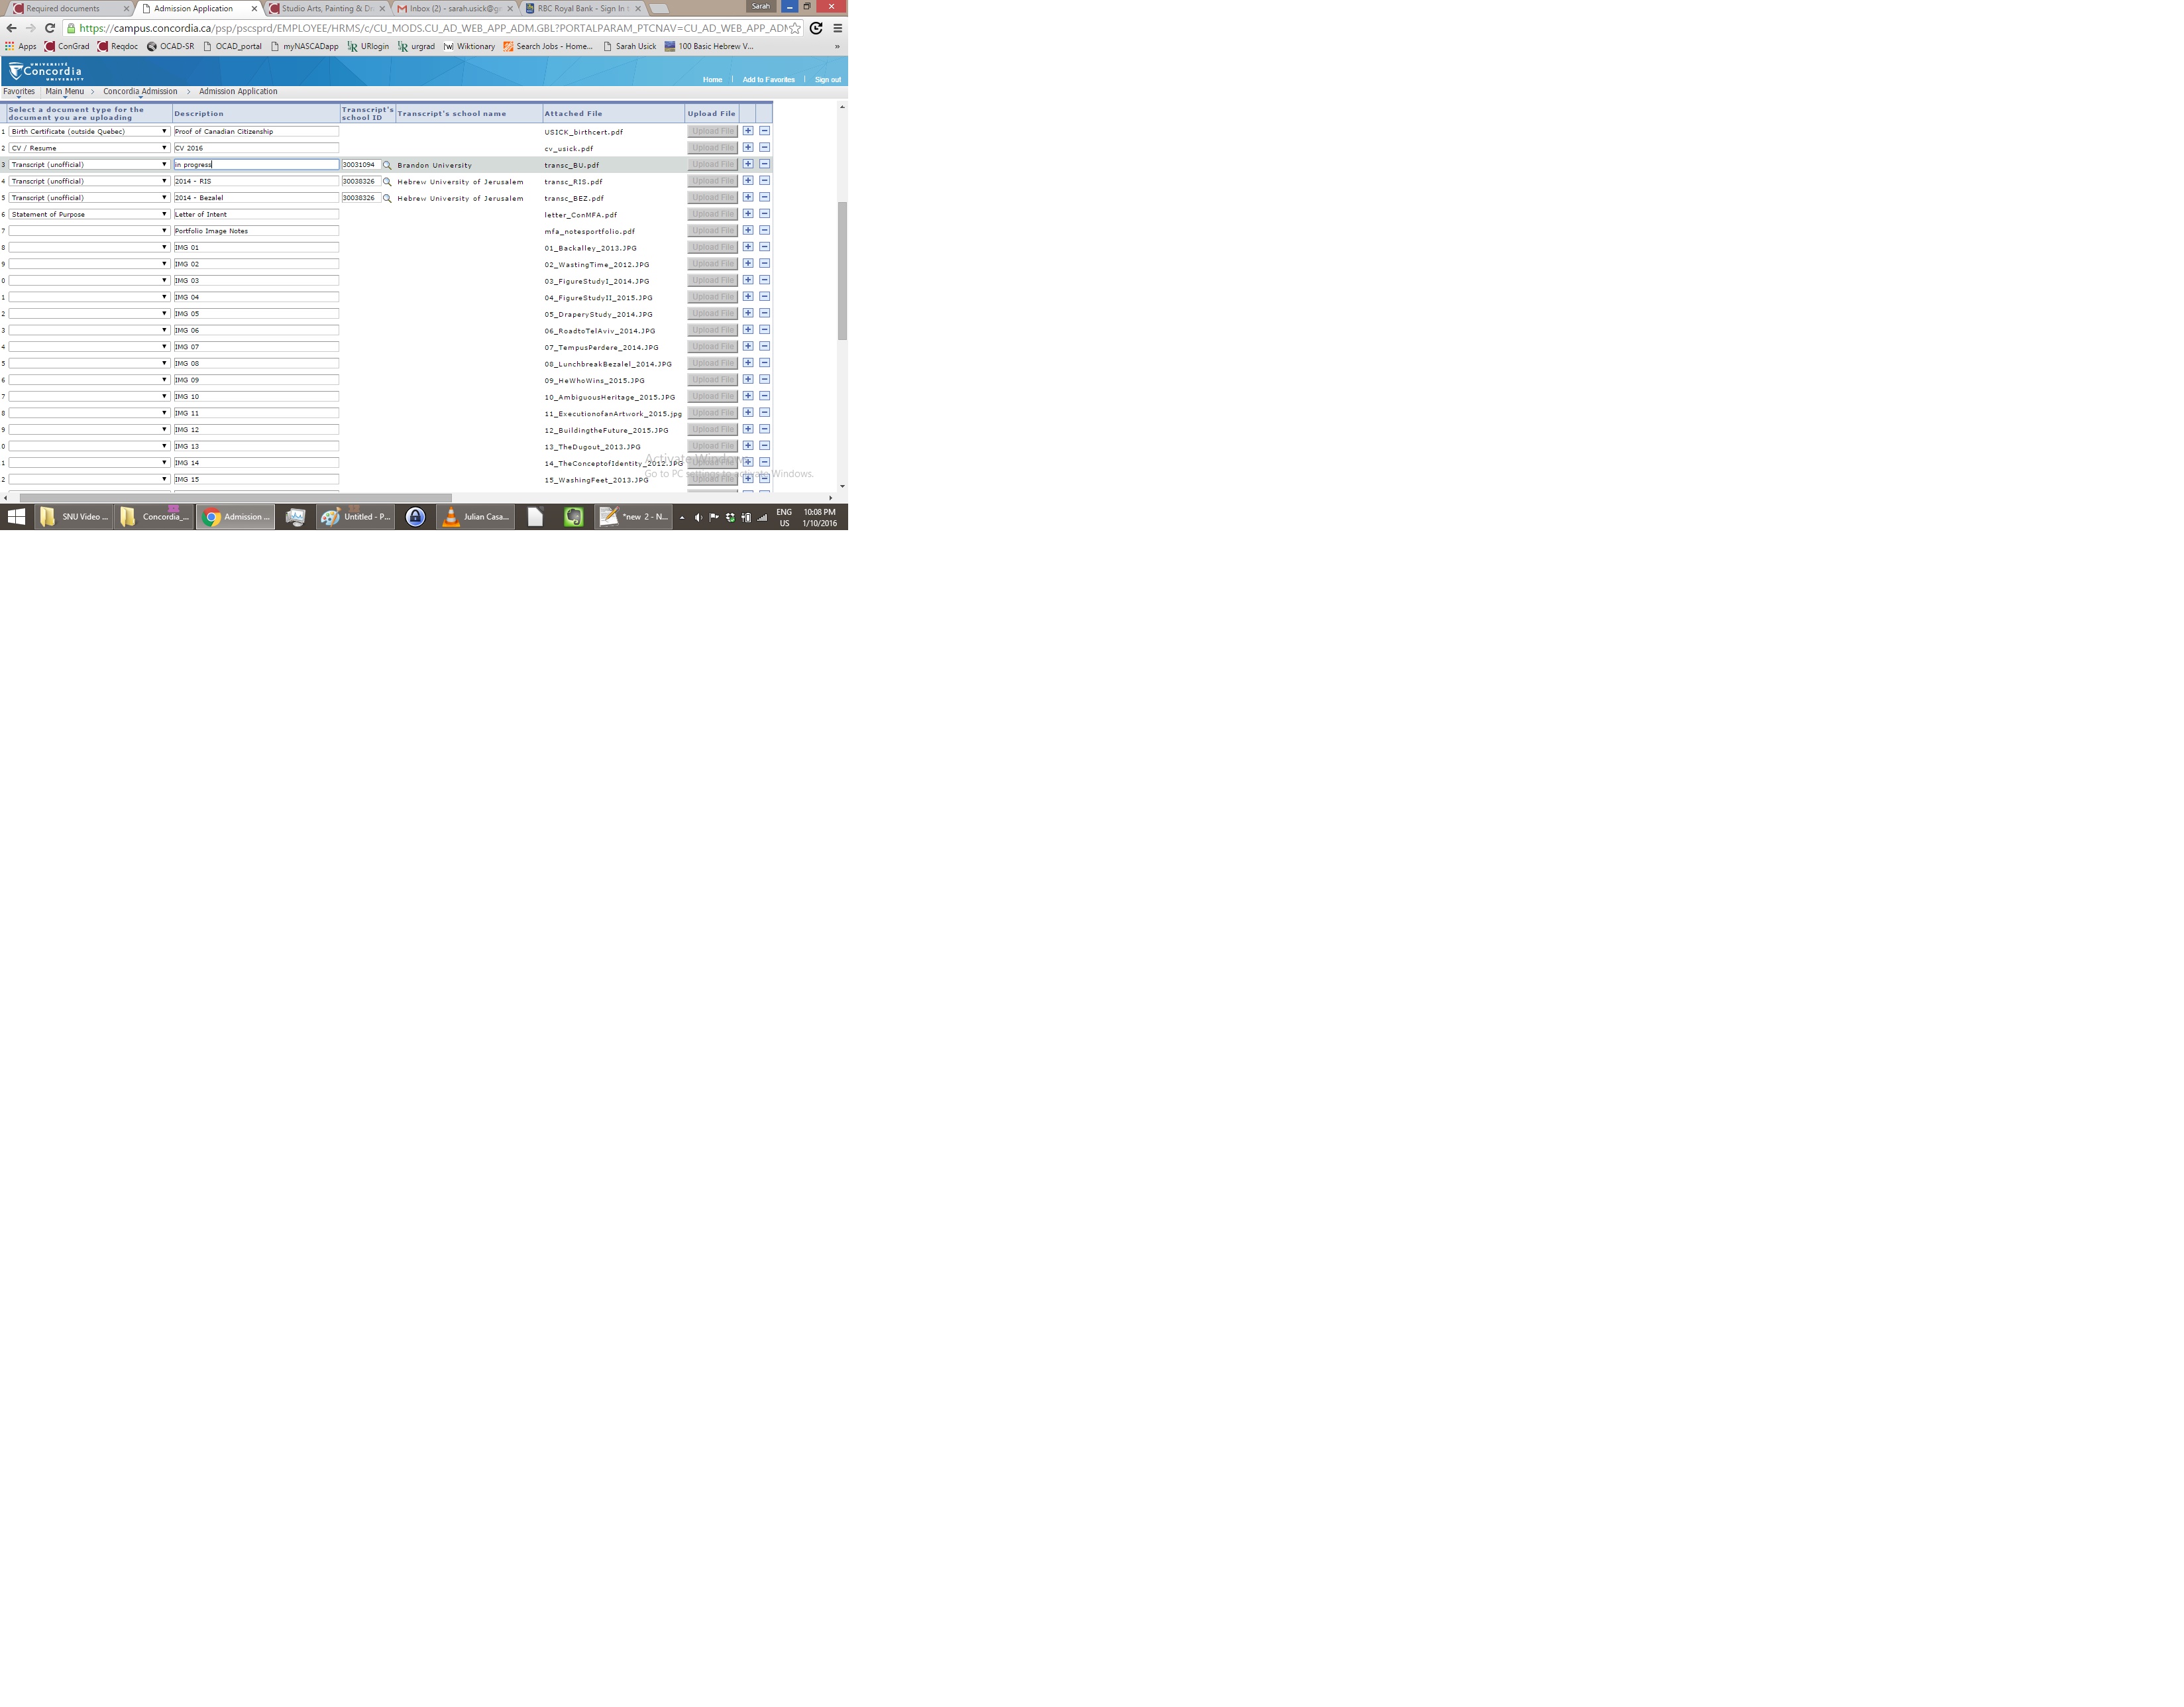 Required documents Admission Application Studio Arts, Painting & Dr Inbox (2) - sarah.usick@g RBC Royal Bank - Sign In t Sarah
https://campus.concordia.ca/psp/pscsprd/EMPLOYEE/HRMS/c/CU_MODS.CU_AD_WEB_APP_ADM.GBL?PORTALPARAM_PTCNAV=CU_AD_WEB_APP_ADM
Apps ConGrad Reqdoc OCAD-SR OCAD_portal myNASCADapp URlogin urgrad Wiktionary Search Jobs - Home... Sarah Usick 100 Basic Hebrew V... »
UNIVERSITÉ
Concordia
UNIVERSITY
Home | Add to Favorites | Sign out
Favorites Main Menu > Concordia Admission > Admission Application
Select a document type for the document you are uploading Description Transcript's school ID Transcript's school name Attached File Upload File
1 Birth Certificate (outside Quebec) Proof of Canadian Citizenship USICK_birthcert.pdf Upload File
2 CV / Resume CV 2016 cv_usick.pdf Upload File
3 Transcript (unofficial) in progress 30031094 Brandon University transc_BU.pdf Upload File
4 Transcript (unofficial) 2014 - RIS 30038326 Hebrew University of Jerusalem transc_RIS.pdf Upload File
5 Transcript (unofficial) 2014 - Bezalel 30038326 Hebrew University of Jerusalem transc_BEZ.pdf Upload File
6 Statement of Purpose Letter of Intent letter_ConMFA.pdf Upload File
7 Portfolio Image Notes mfa_notesportfolio.pdf Upload File
8 IMG 01 01_Backalley_2013.JPG Upload File
9 IMG 02 02_WastingTime_2012.JPG Upload File
0 IMG 03 03_FigureStudyI_2014.JPG Upload File
1 IMG 04 04_FigureStudyII_2015.JPG Upload File
2 IMG 05 05_DraperyStudy_2014.JPG Upload File
3 IMG 06 06_RoadtoTelAviv_2014.JPG Upload File
4 IMG 07 07_TempusPerdere_2014.JPG Upload File
5 IMG 08 08_LunchbreakBezalel_2014.JPG Upload File
6 IMG 09 09_HeWhoWins_2015.JPG Upload File
7 IMG 10 10_AmbiguousHeritage_2015.JPG Upload File
8 IMG 11 11_ExecutionofanArtwork_2015.jpg Upload File
9 IMG 12 12_BuildingtheFuture_2015.JPG Upload File
0 IMG 13 13_TheDugout_2013.JPG Upload File
Activate Windows
1 IMG 14 14_TheConceptofIdentity_2012.JPG Upload File
Go to PC settings to activate Windows.
2 IMG 15 15_WashingFeet_2013.JPG Upload File
SNU Video ... Concordia_... Admission ... Untitled - P... Julian Casa... *new 2 - N... ENG 10:08 PM
US 1/10/2016